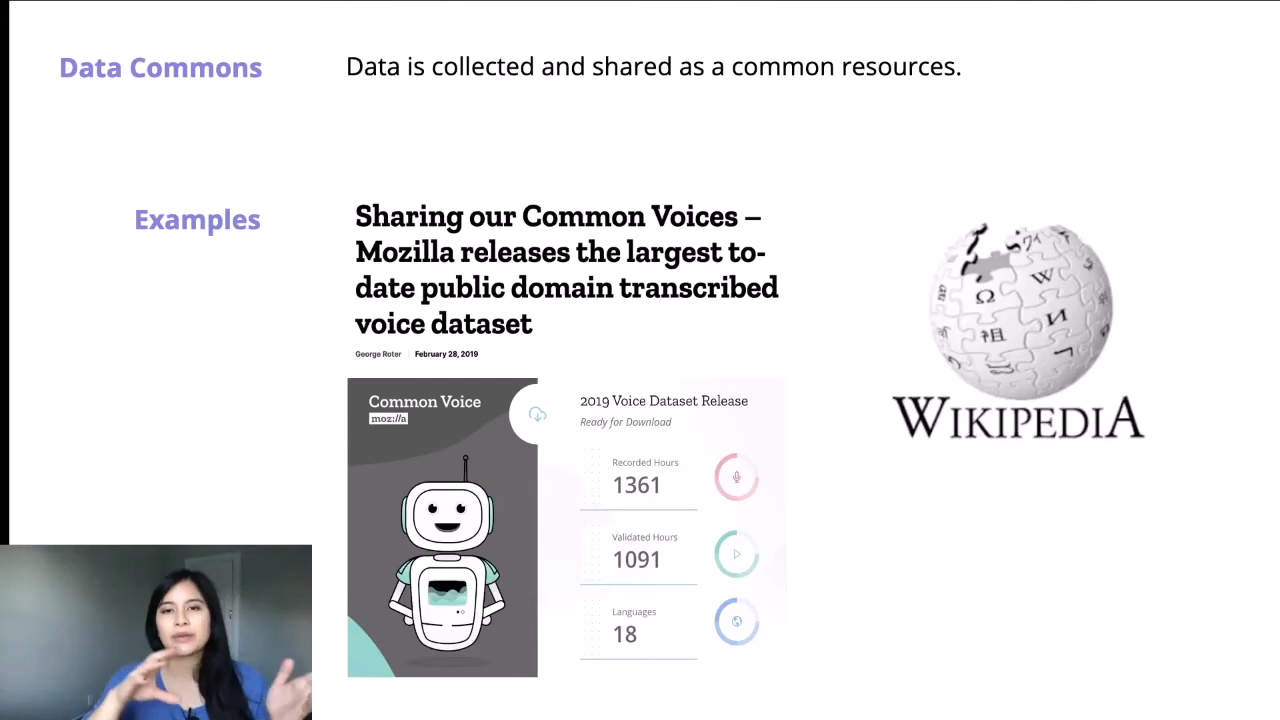 Data Commons
Data is collected and shared as a common resources.
Examples
Sharing our Common Voices –
Mozilla releases the largest to-
date public domain transcribed
voice dataset
George Roter February 28, 2019
Common Voice
moz://a
2019 Voice Dataset Release
Ready for Download
Recorded Hours
1361
Validated Hours
1091
Languages
18
Ω
W
И
祖
WIKIPEDIA